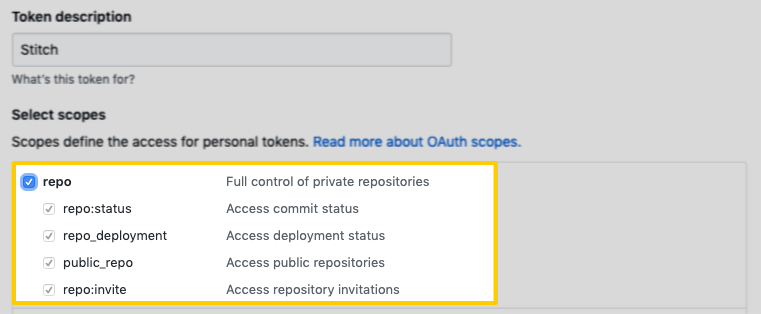 Token description
Stitch
What's this token for?
Select scopes
Scopes define the access for personal tokens. Read more about OAuth scopes.
repo Full control of private repositories
repo:status Access commit status
repo_deployment Access deployment status
public_repo Access public repositories
repo:invite Access repository invitations